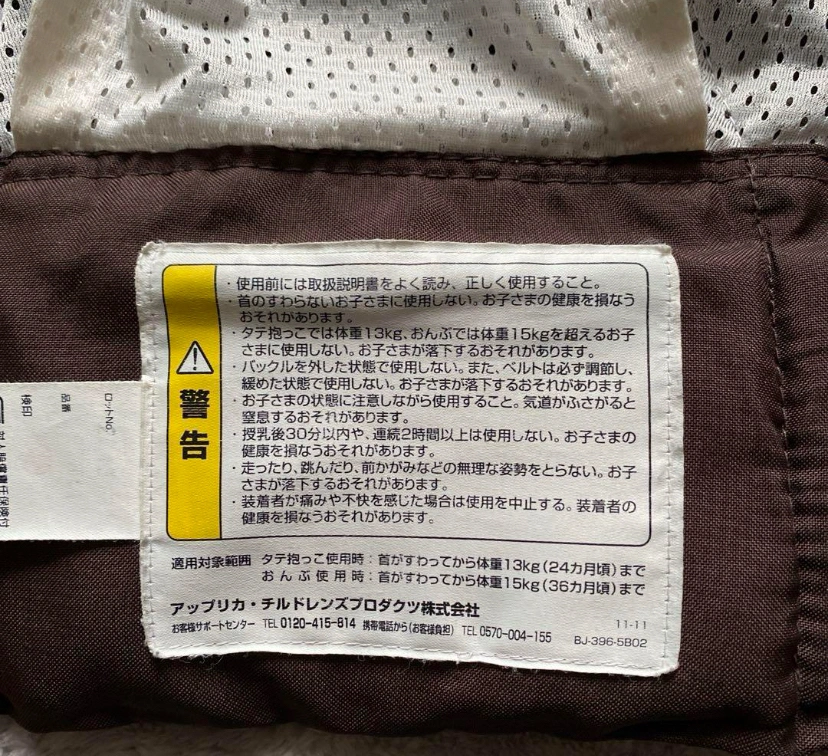 ・使用前には取扱説明書をよく読み、正しく使用すること。
・首のすわらないお子さまに使用しない。お子さまの健康を損なう
おそれがあります。
・タテ抱っこでは体重13kg、おんぶでは体重15kgを超えるお子
さまに使用しない。お子さまが落下するおそれがあります。
・バックルを外した状態で使用しない。また、ベルトは必ず調節し、
緩めた状態で使用しない。お子さまが落下するおそれがあります。
・お子さまの状態に注意しながら使用すること。気道がふさがると
窒息するおそれがあります。
・授乳後30分以内や、連続2時間以上は使用しない。お子さまの
健康を損なうおそれがあります。
・走ったり、跳んだり、前かがみなどの無理な姿勢をとらない。お子
さまが落下するおそれがあります。
・装着者が痛みや不快を感じた場合は使用を中止する。装着者の
健康を損なうおそれがあります。
警告
適用対象範囲 タテ抱っこ使用時：首がすわってから体重13kg(24カ月頃)まで
おんぶ使用時：首がすわってから体重15kg(36カ月頃)まで
アップリカ・チルドレンズプロダクツ株式会社
お客様サポートセンター TEL 0120-415-814 携帯電話から(お客様負担) TEL 0570-004-155
11-11
BJ-396-5B02
ロットNo.
品番
検印